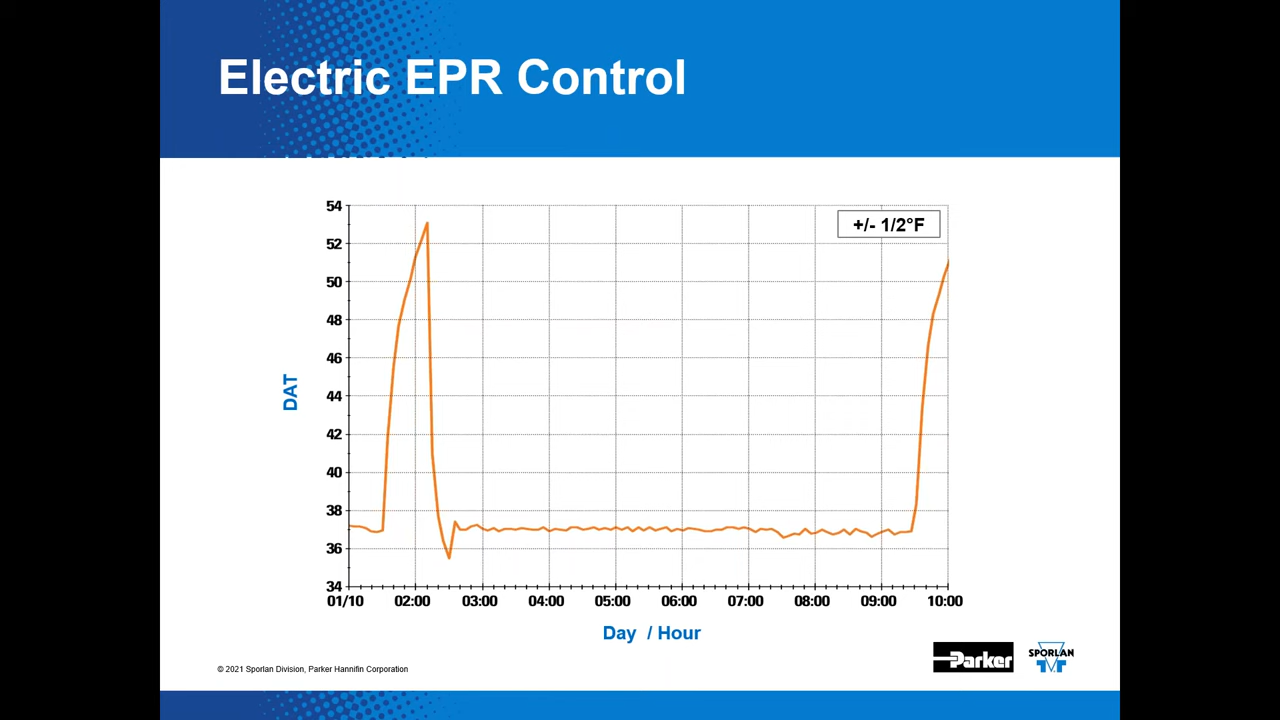 Electric EPR Control
+/- 1/2°F
54
52
50
48
46
44
42
40
38
36
34
DAT
01/10 02:00 03:00 04:00 05:00 06:00 07:00 08:00 09:00 10:00
Day / Hour
© 2021 Sporlan Division, Parker Hannifin Corporation
Parker
SPORLAN